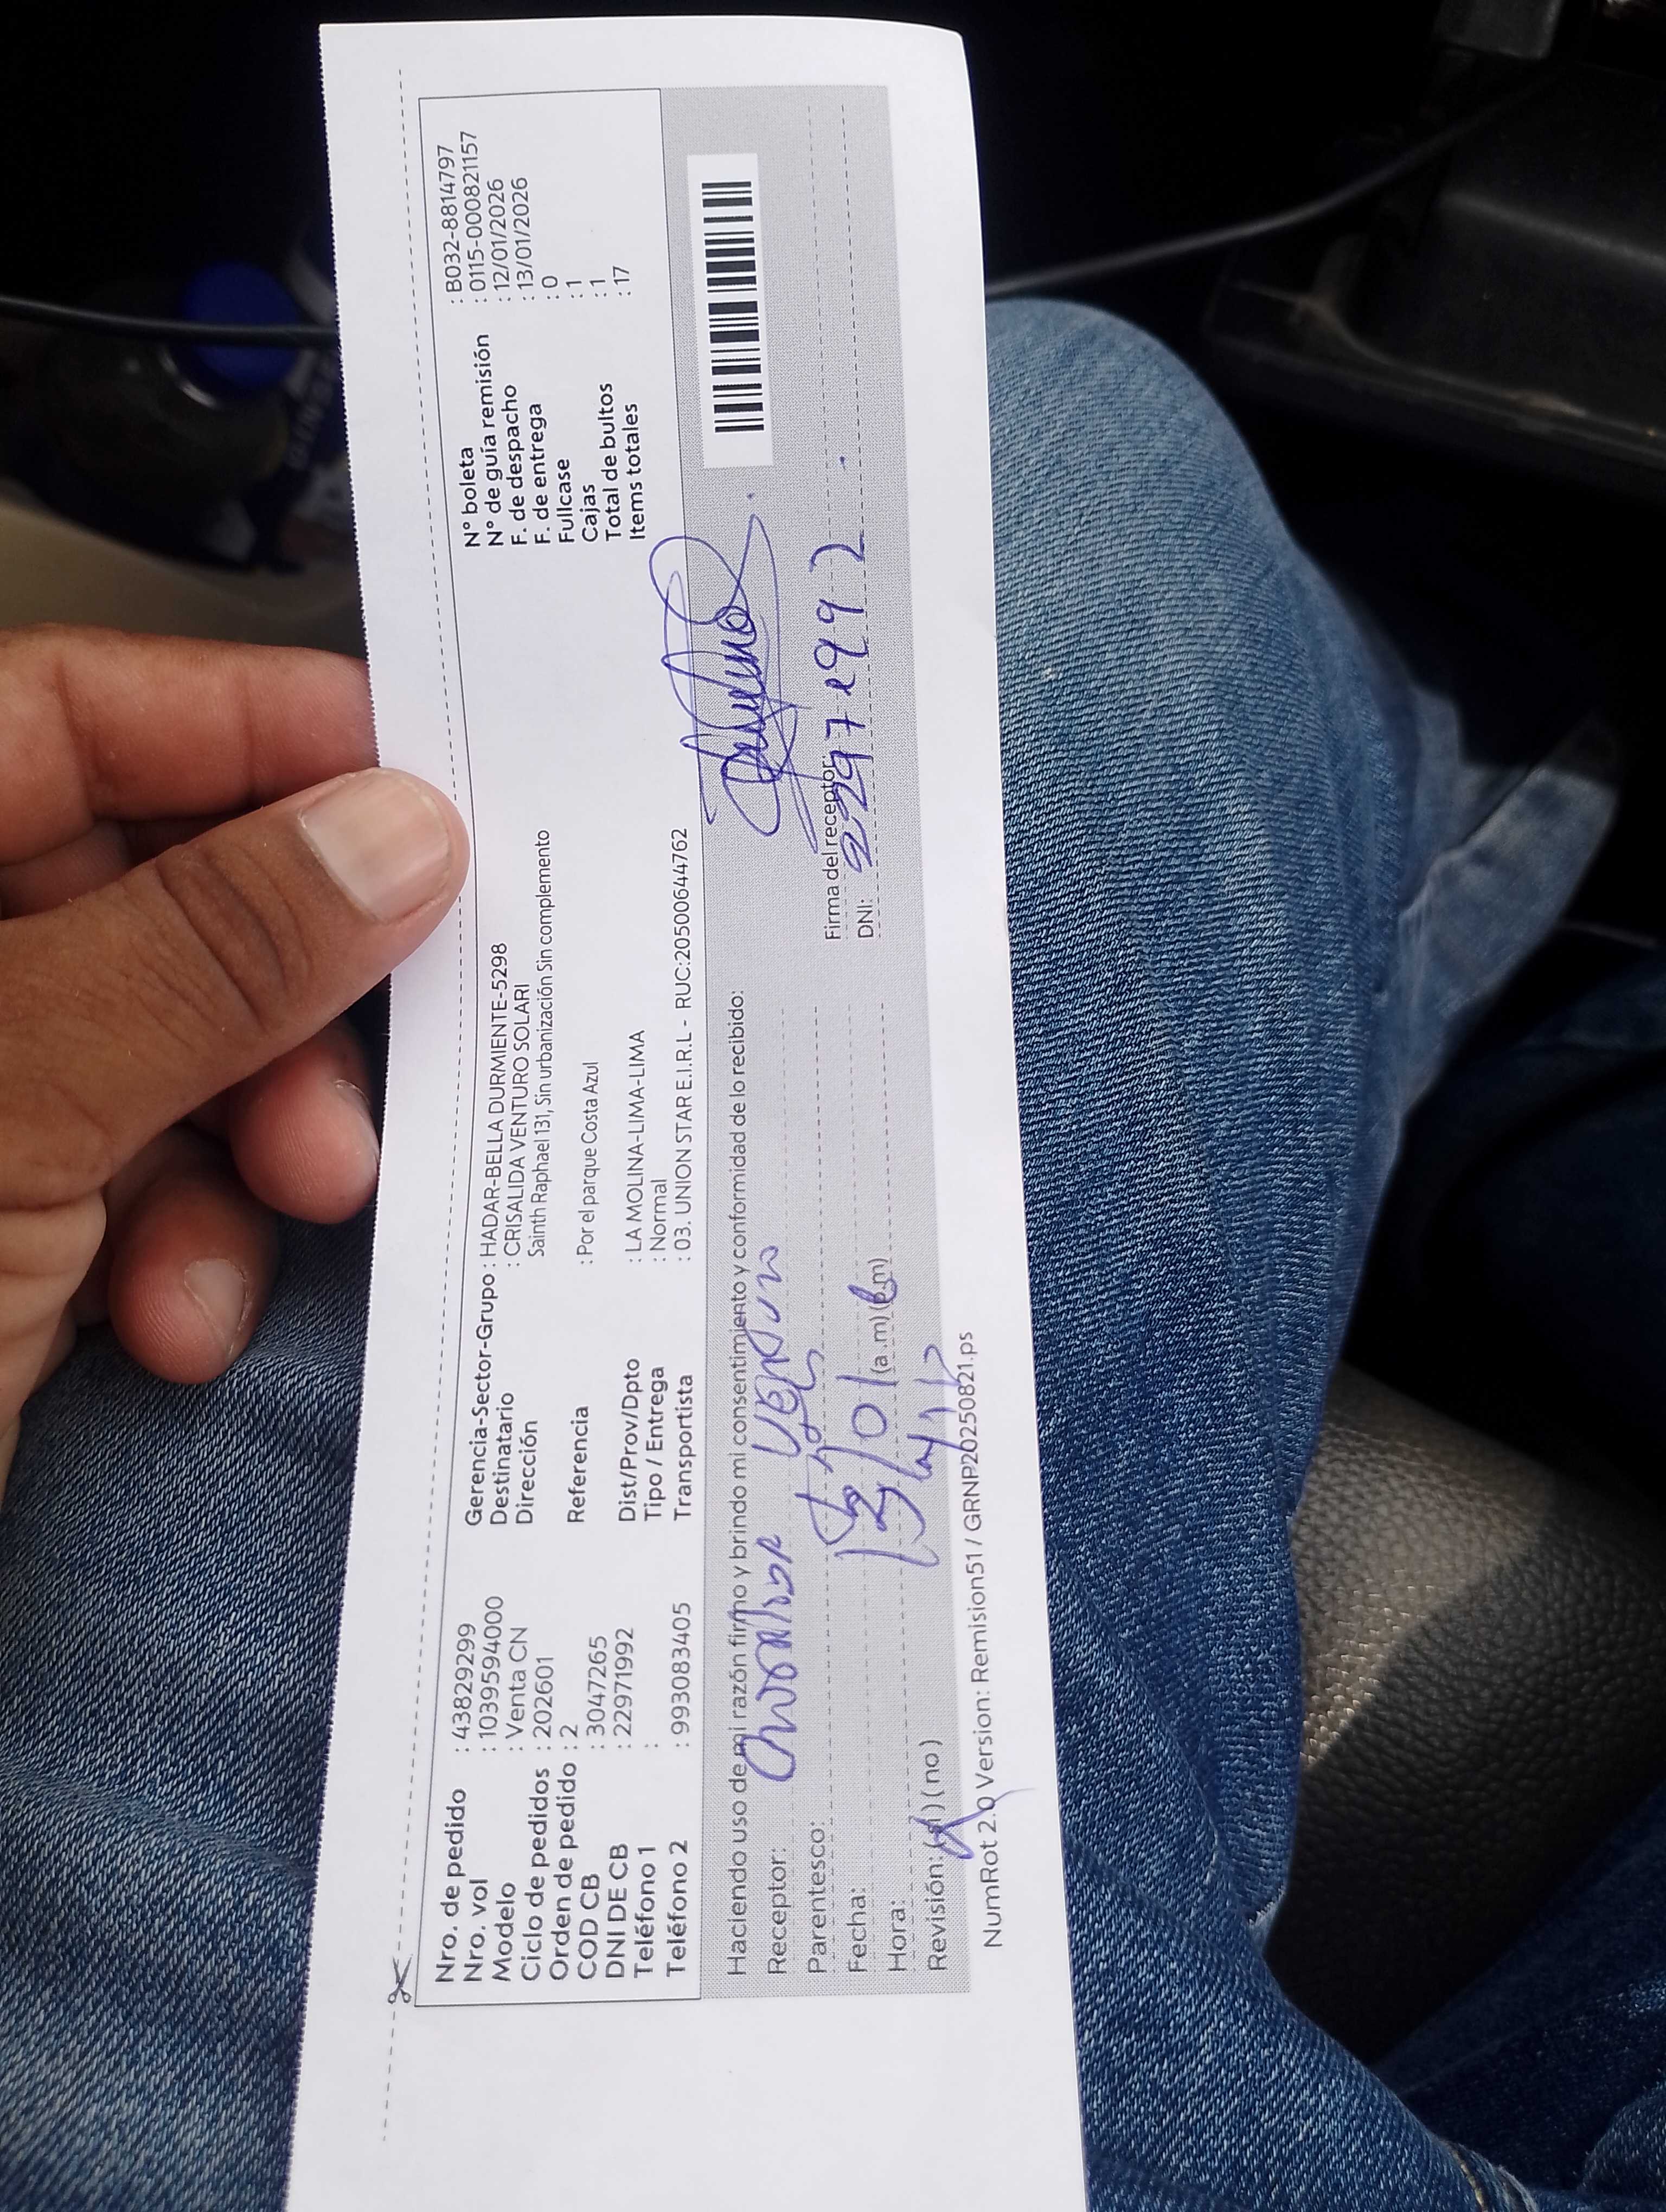 Nro. de pedido : 43829299
Nro. vol : 1039594000
Modelo : Venta CN
Ciclo de pedidos : 202601
Orden de pedido : 2
COD CB : 3047265
DNI DE CB : 22971992
Teléfono 1 :
Teléfono 2 : 993083405
Gerencia-Sector-Grupo : HADAR-BELLA DURMIENTE-5298
Destinatario : CRISALIDA VENTURO SOLARI
Dirección Sainth Raphael 131, Sin urbanización Sin complemento
Referencia : Por el parque Costa Azul
Dist/Prov/Dpto : LA MOLINA-LIMA-LIMA
Tipo / Entrega : Normal
Transportista : 03. UNION STAR E.I.R.L - RUC:20500644762
N° boleta : B032-8814797
N° de guía remisión : 0115-0000821157
F. de despacho : 12/01/2026
F. de entrega : 13/01/2026
Fullcase : 0
Cajas : 1
Total de bultos : 1
Items totales : 17
Haciendo uso de mi razón firmo y brindo mi consentimiento y conformidad de lo recibido:
Receptor:
Parentesco:
Fecha:
Hora: (a.m) (p.m)
Revisión: (si) (no)
Firma del receptor:
DNI: 22971992
NumRot 2.0 Version: Remision51 / GRNP20250821.ps